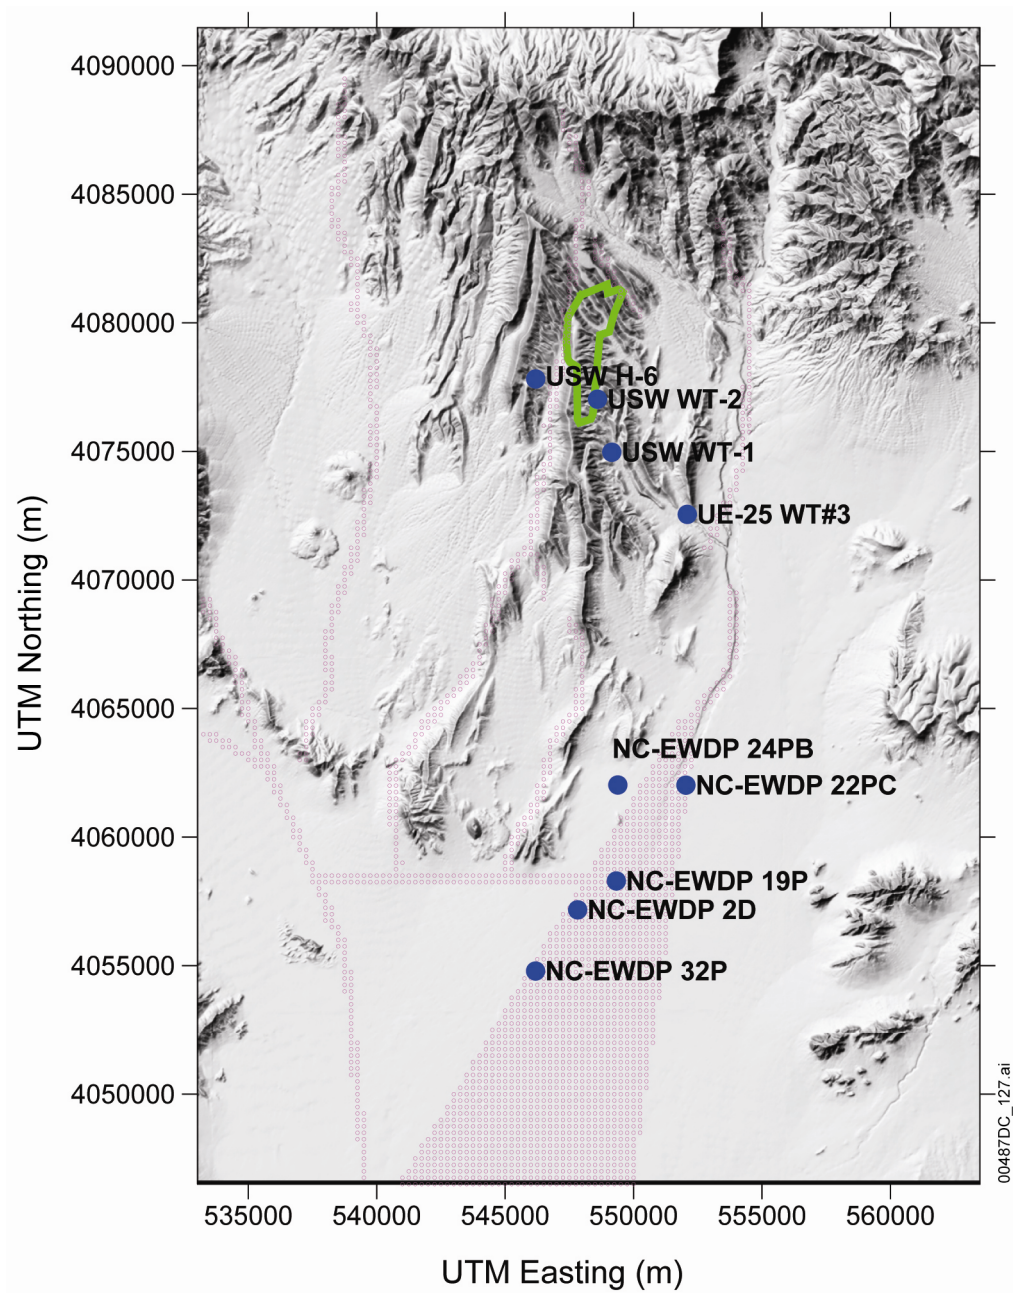 4090000
4085000
4080000
USW H-6
USW WT-2
4075000
USW WT-1
UE-25 WT#3
4070000
UTM Northing (m)
4065000
NC-EWDP 24PB
NC-EWDP 22PC
4060000
NC-EWDP 19P
NC-EWDP 2D
4055000
NC-EWDP 32P
4050000
00487DC_127.ai
535000 540000 545000 550000 555000 560000
UTM Easting (m)